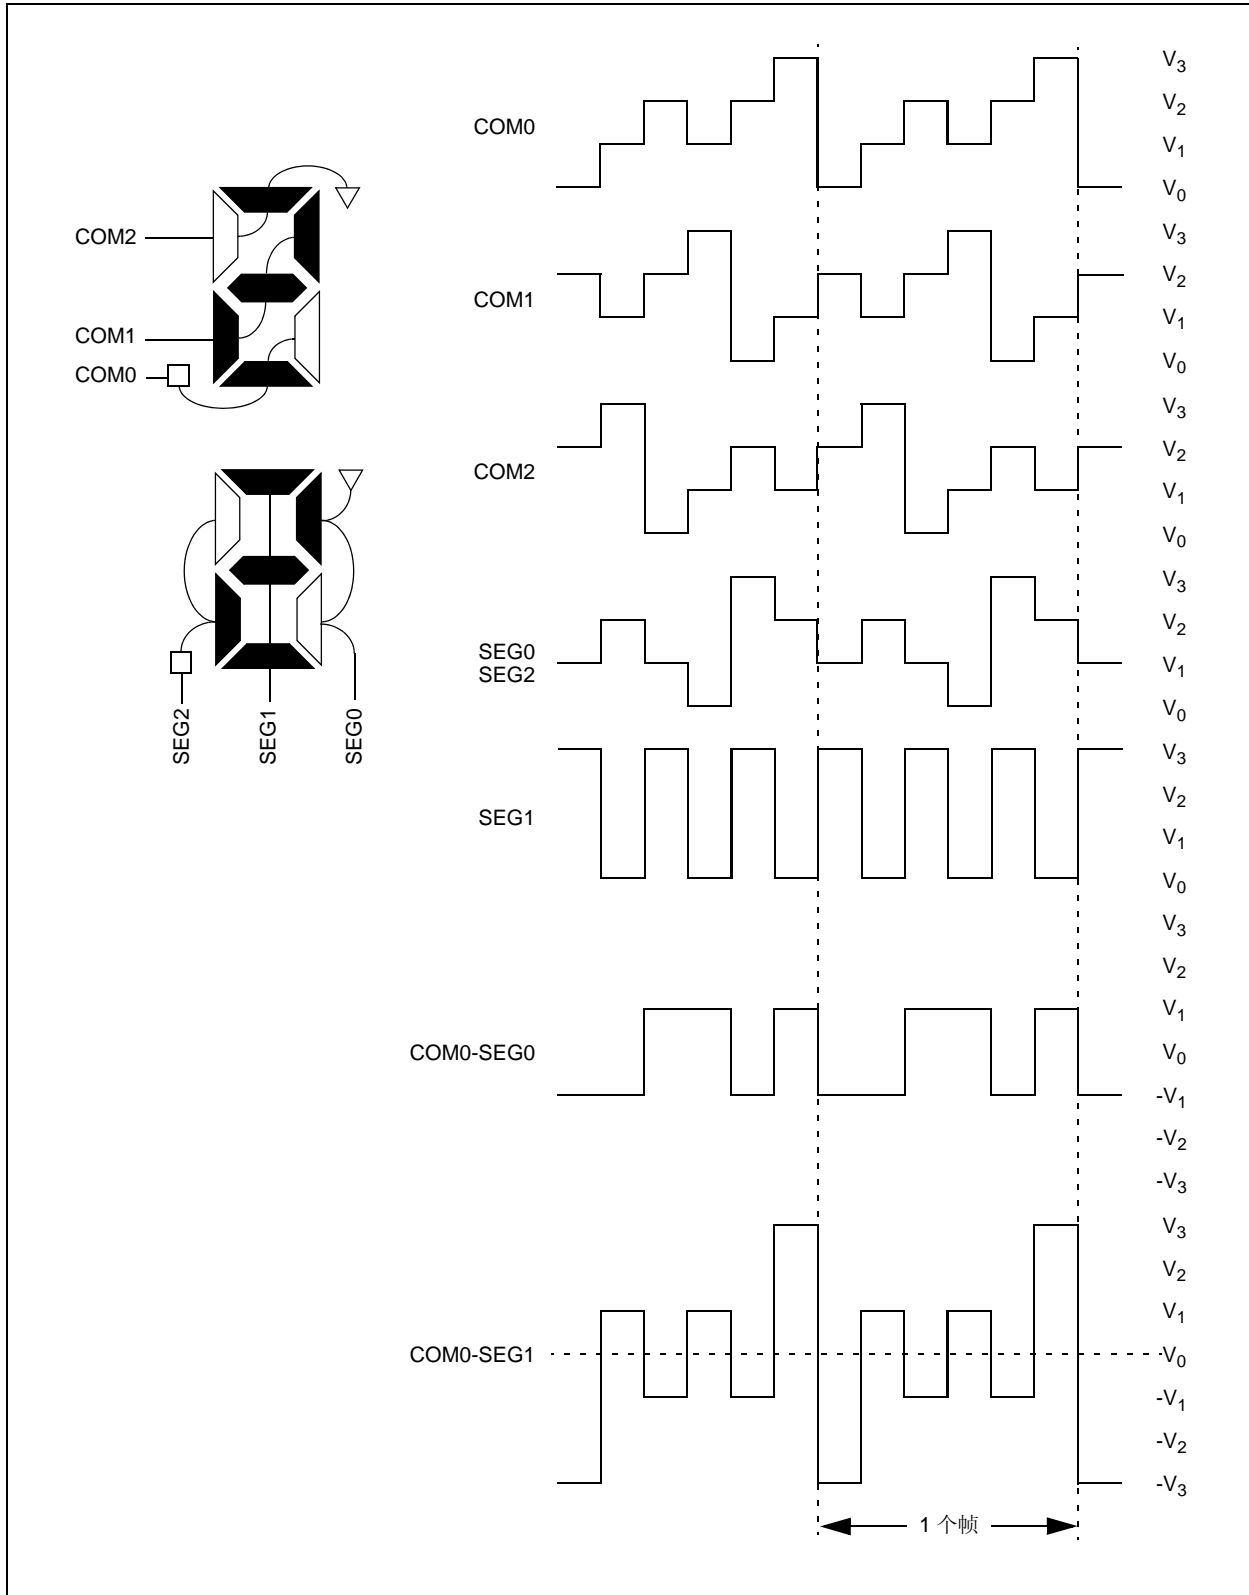 COM2
COM1
COM0
SEG2
SEG1
SEG0
COM0
V3
V2
V1
V0
COM1
V3
V2
V1
V0
COM2
V3
V2
V1
V0
SEG0
SEG2
V3
V2
V1
V0
SEG1
V3
V2
V1
V0
COM0-SEG0
V3
V2
V1
V0
-V1
-V2
-V3
COM0-SEG1
V3
V2
V1
V0
-V1
-V2
-V3
1 个帧